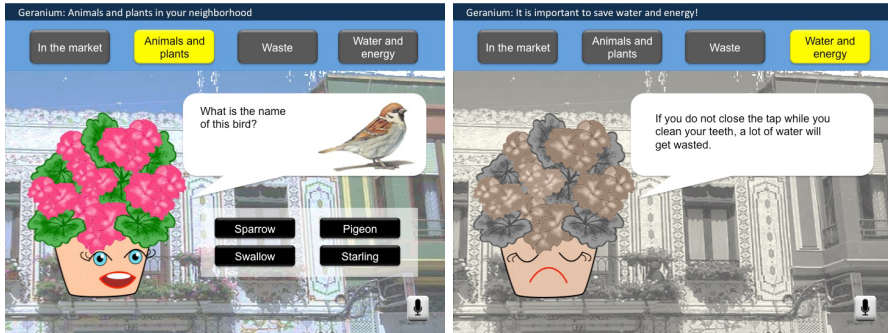 Geranium: Animals and plants in your neighborhood
In the market
Animals and
plants
Waste
Water and
energy
What is the name
of this bird?
Sparrow
Pigeon
Swallow
Starling
Geranium: It is important to save water and energy!
In the market
Animals and
plants
Waste
Water and
energy
If you do not close the tap while you
clean your teeth, a lot of water will
get wasted.